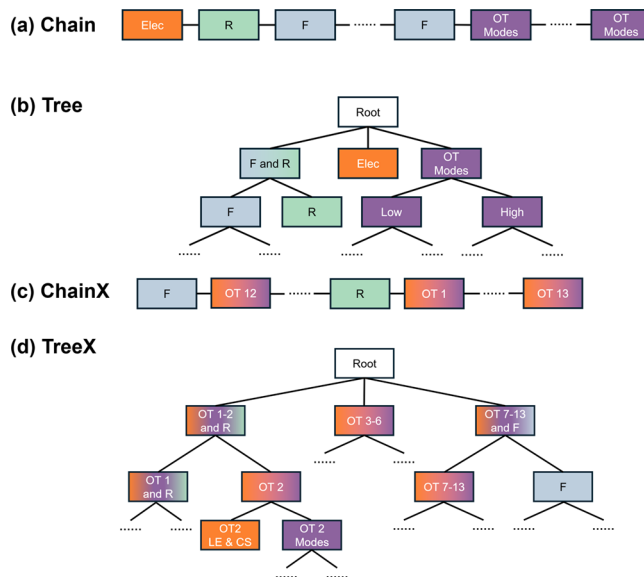 (a) Chain
Elec R F ...... F OT Modes ...... OT Modes
(b) Tree
Root
F and R Elec OT Modes
F R Low High
...... ...... ...... ...... ...... ......
(c) ChainX
F OT 12 ...... R OT 1 ...... OT 13
(d) TreeX
Root
OT 1-2 and R OT 3-6 OT 7-13 and F
...... ......
OT 1 and R OT 2 OT 7-13 F
...... ...... OT2 LE & CS OT 2 Modes ...... ...... ...... ......
...... ......